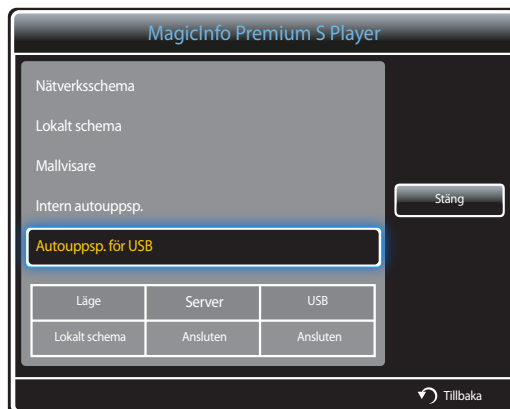 MagicInfo Premium S Player
Nätverksschema
Lokalt schema
Mallvisare
Intern autouppsp.
Stäng
Autouppsp. för USB
Läge Server USB
Lokalt schema Ansluten Ansluten
Tillbaka